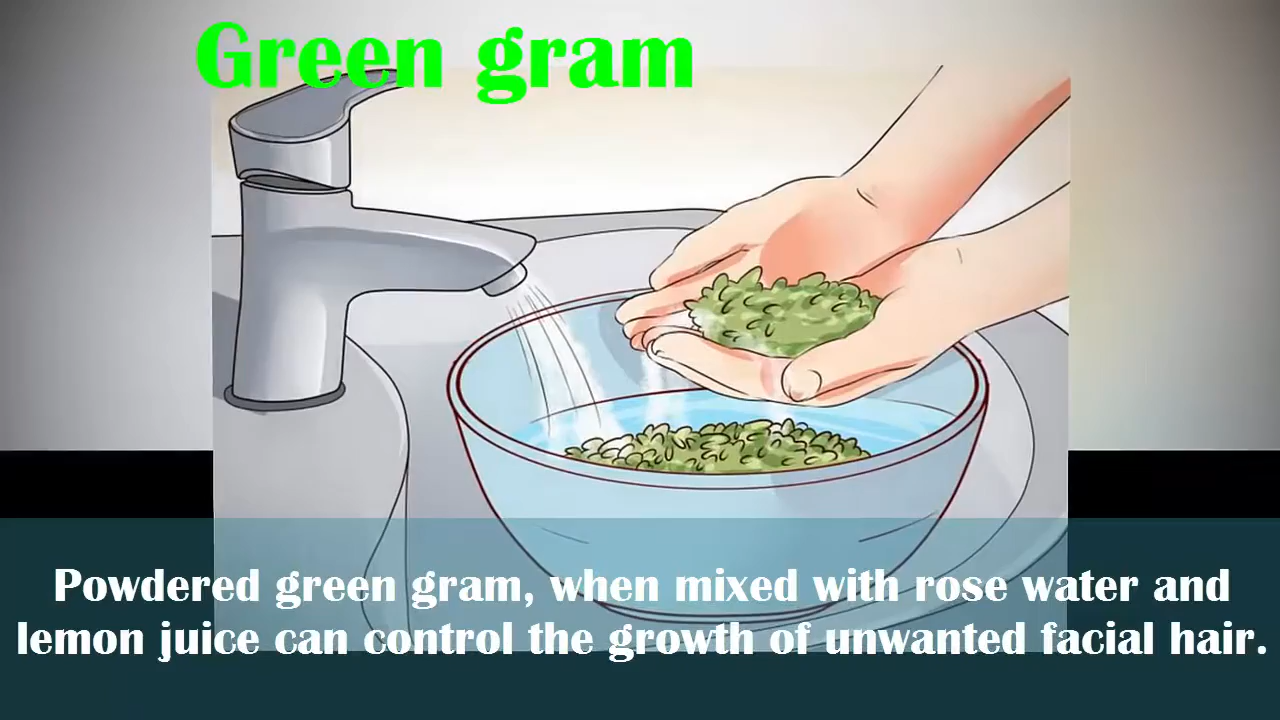 Green gram
Powdered green gram, when mixed with rose water and
lemon juice can control the growth of unwanted facial hair.